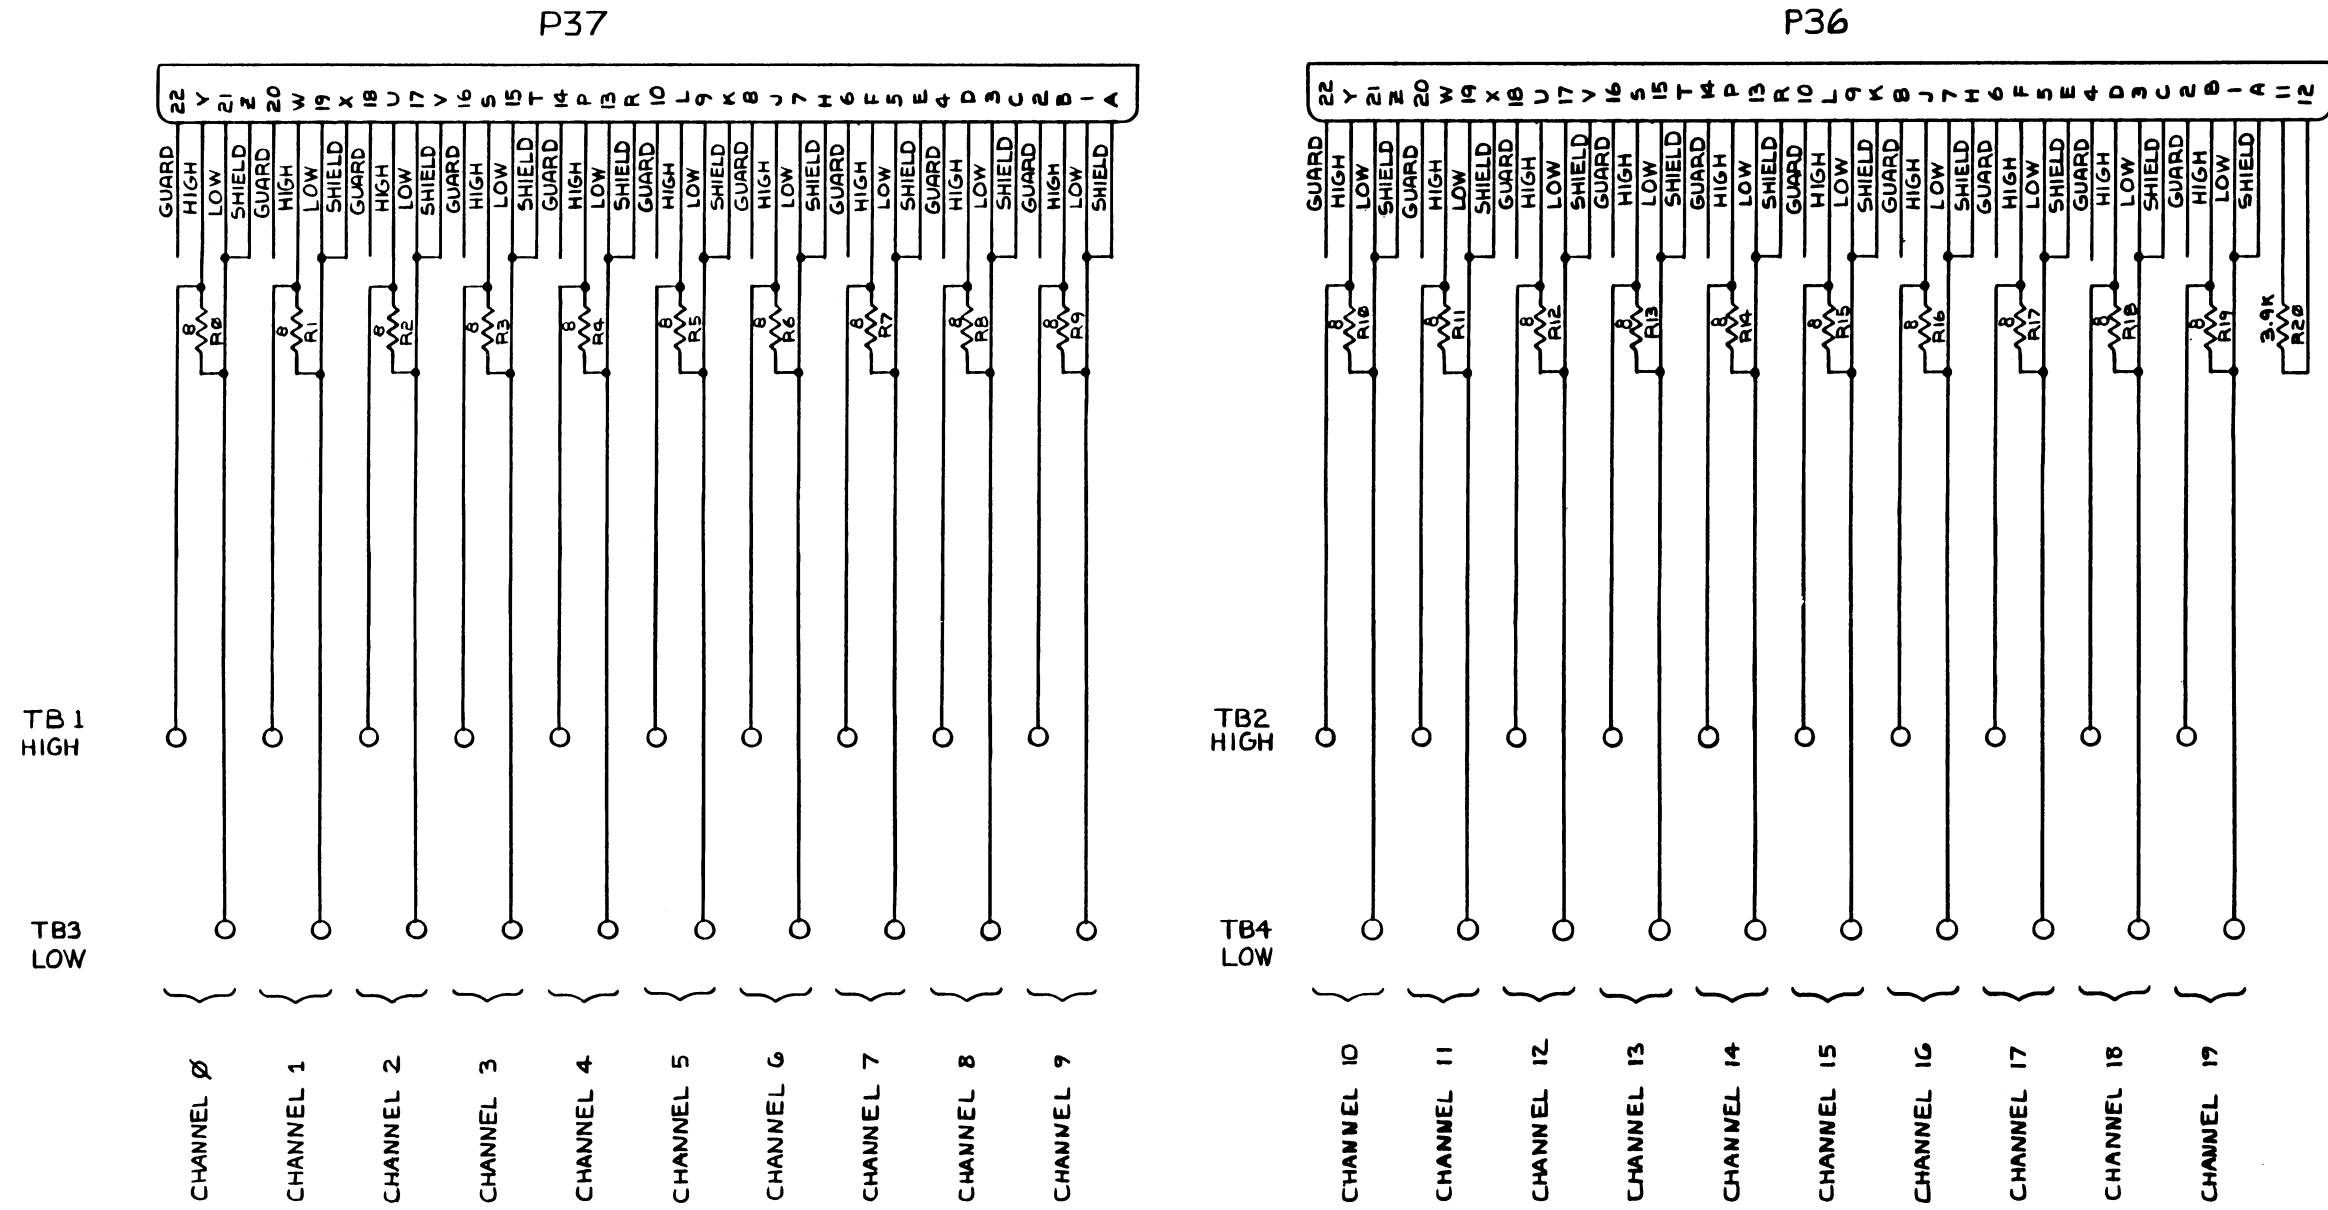 P37
P36
22 Y 21 Z 20 W 19 X 18 U 17 V 16 S 15 T 14 P 13 R 10 L 9 K 8 J 7 H 6 F 5 E 4 D 3 C 2 B 1 A
22 Y 21 Z 20 W 19 X 18 U 17 V 16 S 15 T 14 P 13 R 10 L 9 K 8 J 7 H 6 F 5 E 4 D 3 C 2 B 1 A 11 12
GUARD HIGH LOW SHIELD GUARD HIGH LOW SHIELD GUARD HIGH LOW SHIELD GUARD HIGH LOW SHIELD GUARD HIGH LOW SHIELD GUARD HIGH LOW SHIELD GUARD HIGH LOW SHIELD GUARD HIGH LOW SHIELD GUARD HIGH LOW SHIELD GUARD HIGH LOW SHIELD
GUARD HIGH LOW SHIELD GUARD HIGH LOW SHIELD GUARD HIGH LOW SHIELD GUARD HIGH LOW SHIELD GUARD HIGH LOW SHIELD GUARD HIGH LOW SHIELD GUARD HIGH LOW SHIELD GUARD HIGH LOW SHIELD GUARD HIGH LOW SHIELD GUARD HIGH LOW SHIELD
8 RØ 8 R1 8 R2 8 R3 8 R4 8 R5 8 R6 8 R7 8 R8 8 R9
8 R1Ø 8 R11 8 R12 8 R13 8 R14 8 R15 8 R16 8 R17 8 R18 8 R19 3.9K R2Ø
TB1
HIGH
TB2
HIGH
TB3
LOW
TB4
LOW
CHANNEL Ø
CHANNEL 1
CHANNEL 2
CHANNEL 3
CHANNEL 4
CHANNEL 5
CHANNEL 6
CHANNEL 7
CHANNEL 8
CHANNEL 9
CHANNEL 10
CHANNEL 11
CHANNEL 12
CHANNEL 13
CHANNEL 14
CHANNEL 15
CHANNEL 16
CHANNEL 17
CHANNEL 18
CHANNEL 19